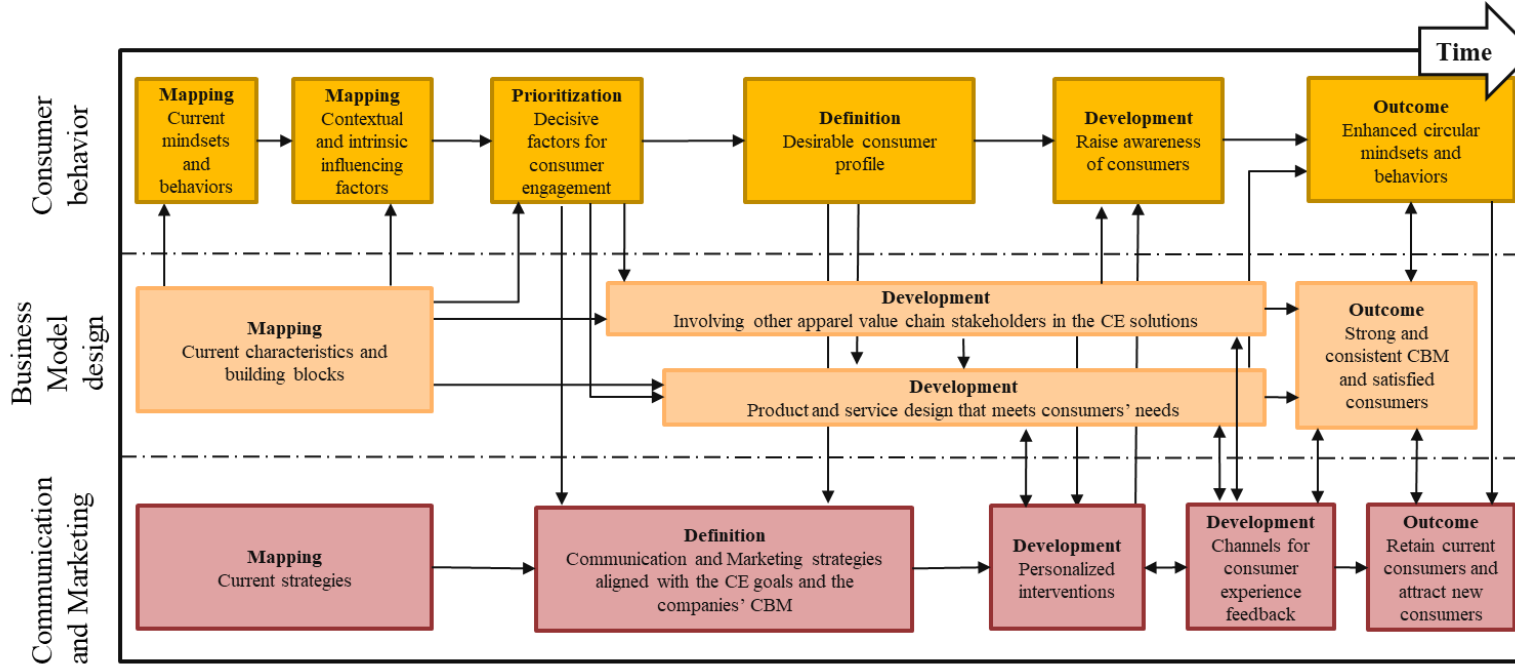 Time
Consumer
behavior
Mapping
Current
mindsets
and
behaviors
Mapping
Contextual
and intrinsic
influencing
factors
Prioritization
Decisive
factors for
consumer
engagement
Definition
Desirable consumer
profile
Development
Raise awareness
of consumers
Outcome
Enhanced circular
mindsets and
behaviors
Business
Model
design
Mapping
Current characteristics and
building blocks
Development
Involving other apparel value chain stakeholders in the CE solutions
Development
Product and service design that meets consumers’ needs
Outcome
Strong and
consistent CBM
and satisfied
consumers
Communication
and Marketing
Mapping
Current strategies
Definition
Communication and Marketing strategies
aligned with the CE goals and the
companies’ CBM
Development
Personalized
interventions
Development
Channels for
consumer
experience
feedback
Outcome
Retain current
consumers and
attract new
consumers